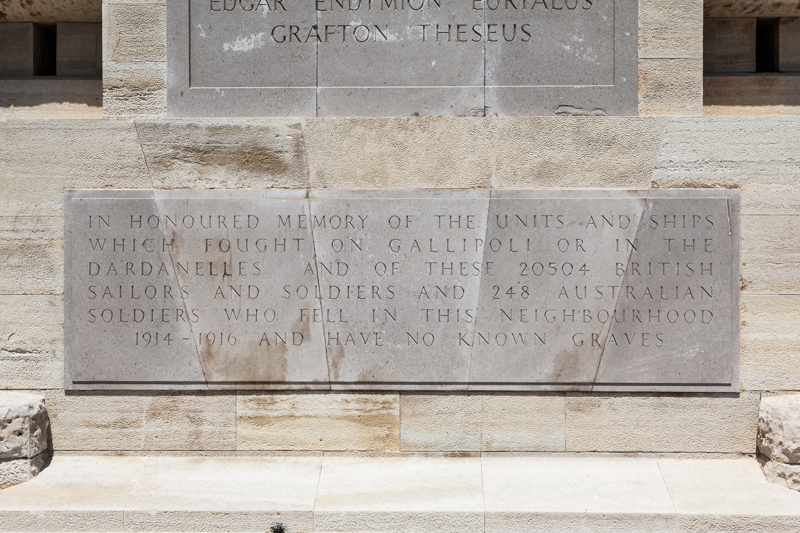 EDGAR ENDYMION EURYALUS
GRAFTON THESEUS
IN HONOURED MEMORY OF THE UNITS AND SHIPS
WHICH FOUGHT ON GALLIPOLI OR IN THE
DARDANELLES AND OF THESE 20504 BRITISH
SAILORS AND SOLDIERS AND 248 AUSTRALIAN
SOLDIERS WHO FELL IN THIS NEIGHBOURHOOD
1914-1916 AND HAVE NO KNOWN GRAVES